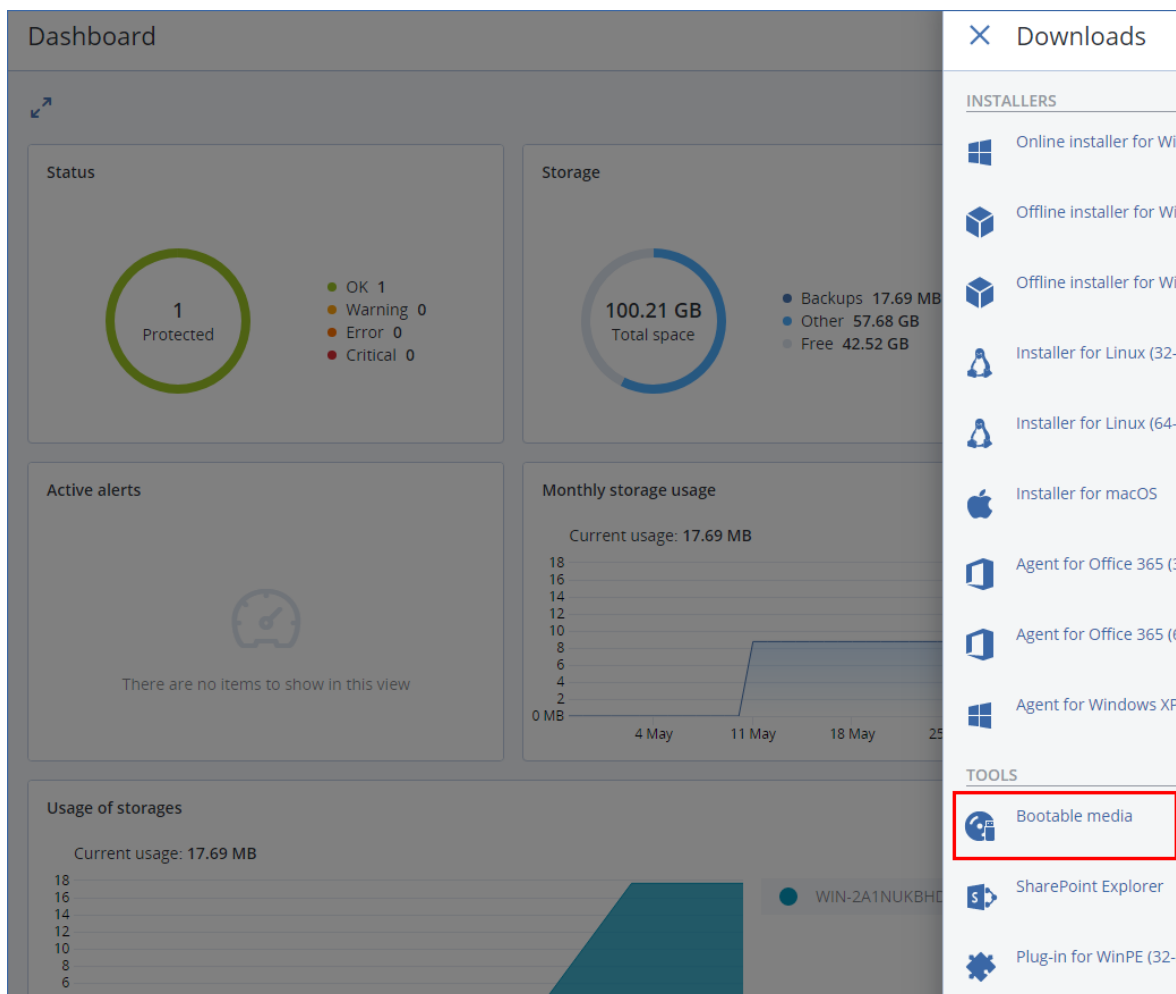 Dashboard
Status
1
Protected
OK 1
Warning 0
Error 0
Critical 0
Storage
100.21 GB
Total space
Backups 17.69 MB
Other 57.68 GB
Free 42.52 GB
Active alerts
There are no items to show in this view
Monthly storage usage
Current usage: 17.69 MB
18
16
14
12
10
8
6
4
2
0 MB
4 May
11 May
18 May
25
Usage of storages
Current usage: 17.69 MB
18
16
14
12
10
8
6
WIN-2A1NUKBHD
Downloads
INSTALLERS
Online installer for Wi
Offline installer for Wi
Offline installer for Wi
Installer for Linux (32-
Installer for Linux (64-
Installer for macOS
Agent for Office 365 (3
Agent for Office 365 (6
Agent for Windows XP
TOOLS
Bootable media
SharePoint Explorer
Plug-in for WinPE (32-